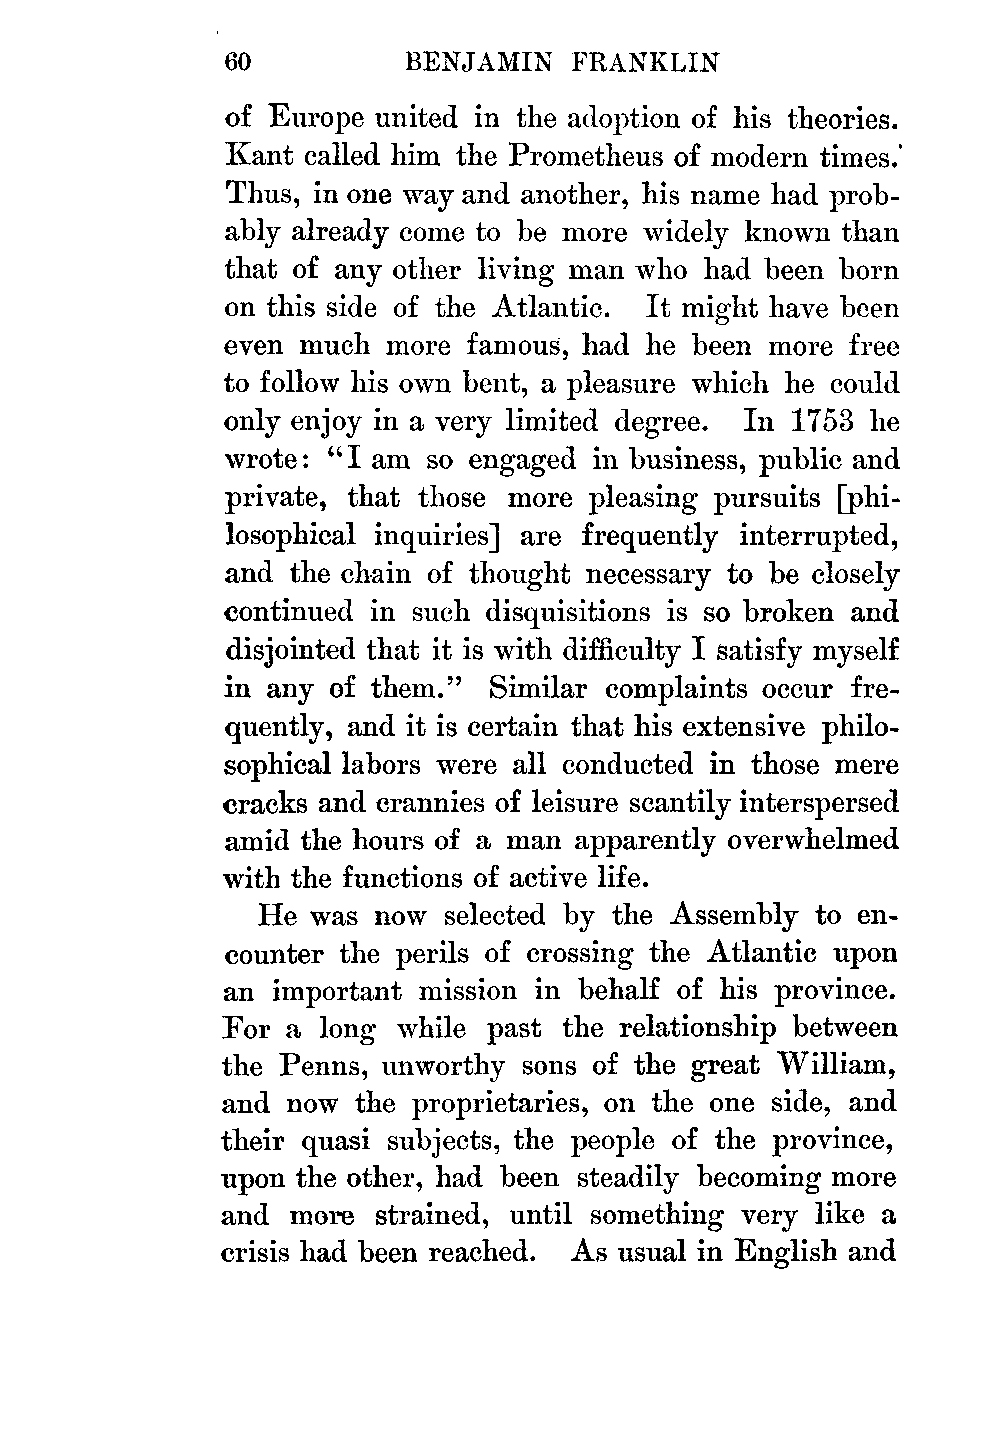 60 BENJAMIN FRANKLIN
of Europe united in the adoption of his theories.
Kant called him the Prometheus of modern times.
Thus, in one way and another, his name had prob-
ably already come to be more widely known than
that of any other living man who had been born
on this side of the Atlantic. It might have been
even much more famous, had he been more free
to follow his own bent, a pleasure which he could
only enjoy in a very limited degree. In 1753 he
wrote: "I am so engaged in business, public and
private, that those more pleasing pursuits [phi-
losophical inquiries] are frequently interrupted,
and the chain of thought necessary to be closely
continued in such disquisitions is so broken and
disjointed that it is with difficulty I satisfy myself
in any of them." Similar complaints occur fre-
quently, and it is certain that his extensive philo-
sophical labors were all conducted in those mere
cracks and crannies of leisure scantily interspersed
amid the hours of a man apparently overwhelmed
with the functions of active life.
He was now selected by the Assembly to en-
counter the perils of crossing the Atlantic upon
an important mission in behalf of his province.
For a long while past the relationship between
the Penns, unworthy sons of the great William,
and now the proprietaries, on the one side, and
their quasi subjects, the people of the province,
upon the other, had been steadily becoming more
and more strained, until something very like a
crisis had been reached. As usual in English and